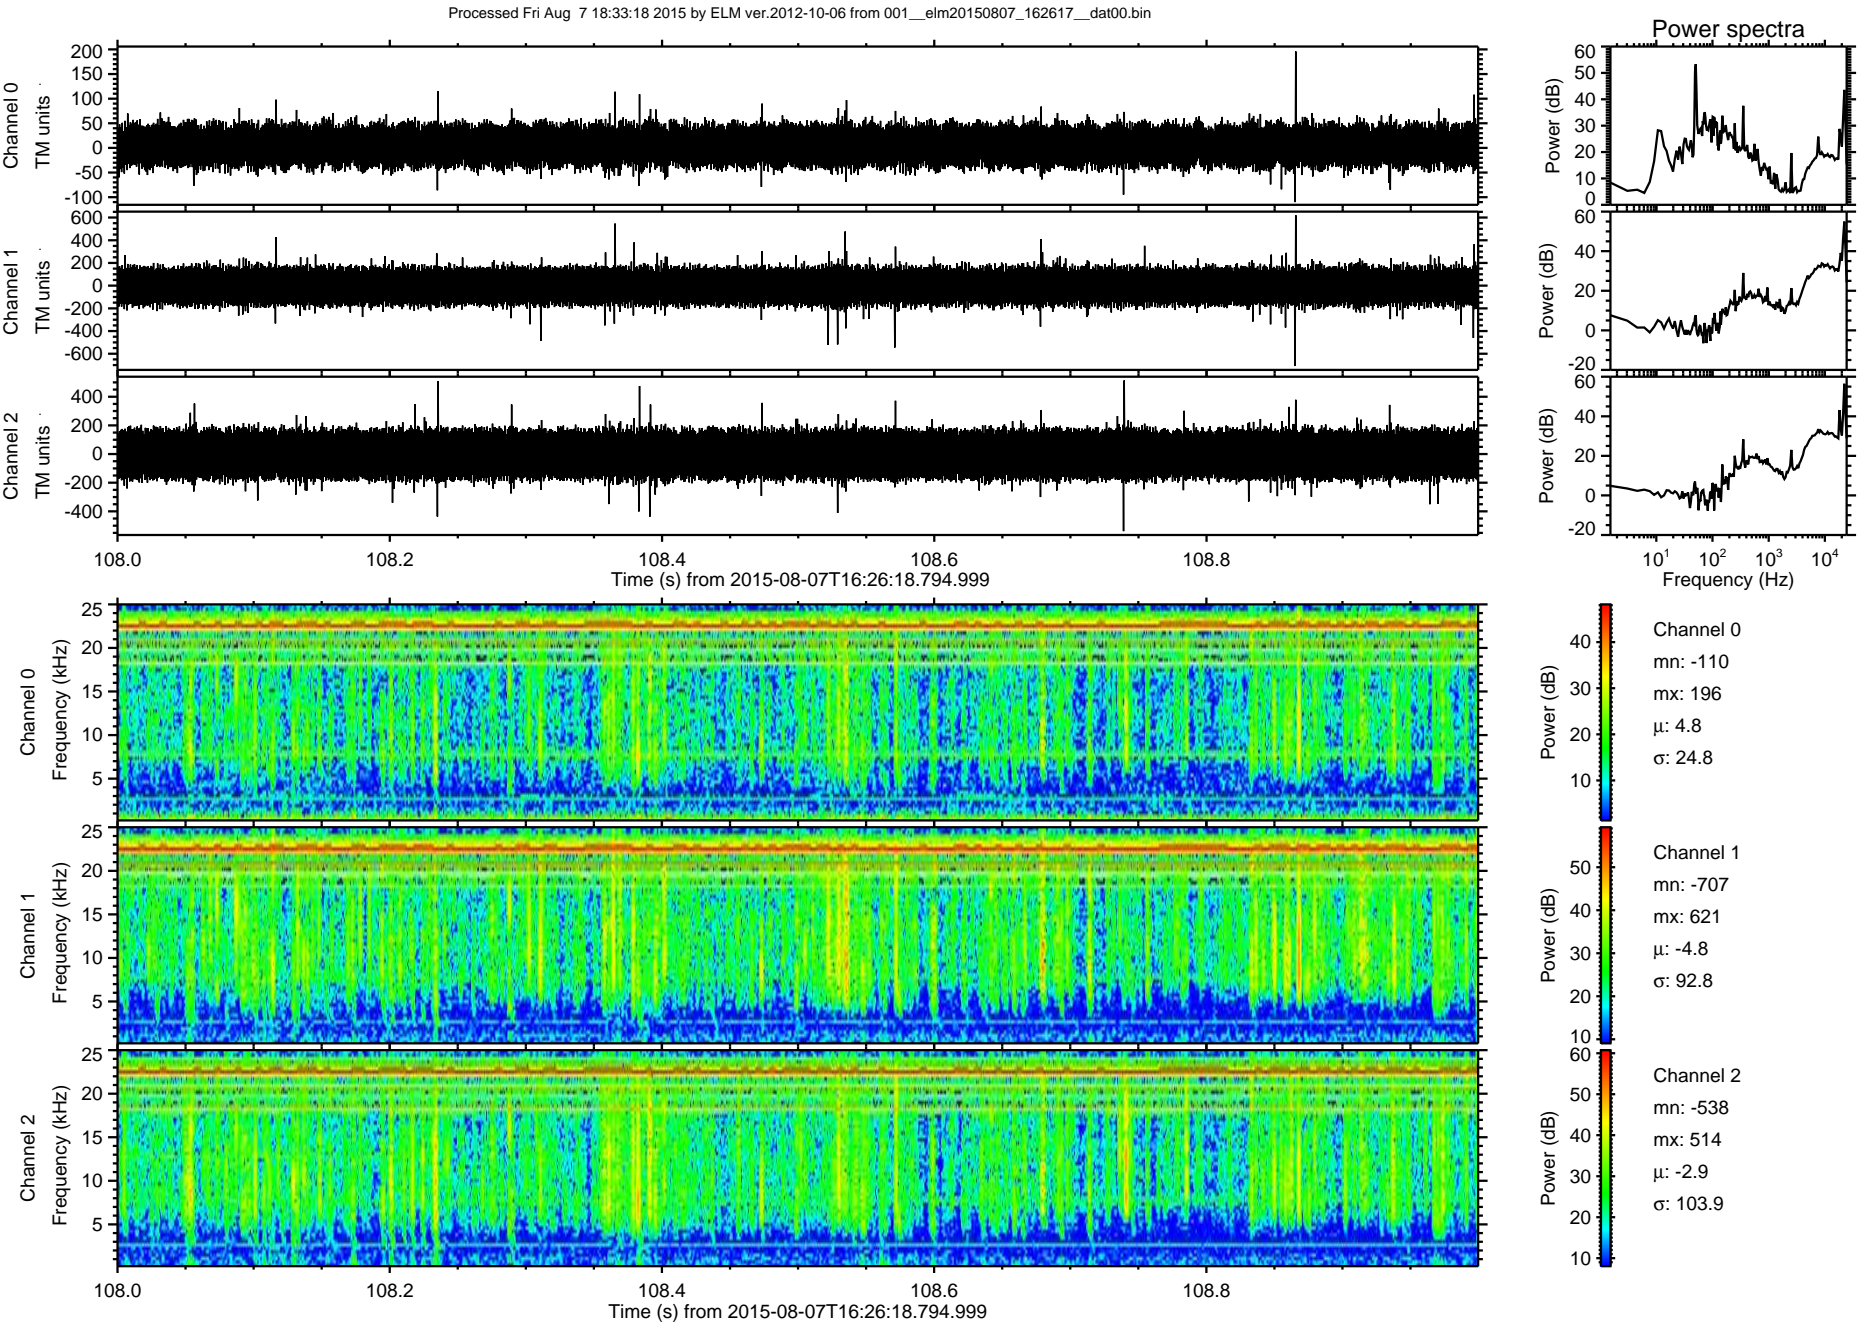 Processed Fri Aug  7 18:33:18 2015 by ELM ver.2012-10-06 from 001__elm20150807_162617__dat00.bin
Power spectra
Channel 0
TM units
200
150
100
50
0
-50
-100
Power (dB)
60
50
40
30
20
10
0
Channel 1
TM units
600
400
200
0
-200
-400
-600
Power (dB)
60
40
20
0
-20
Channel 2
TM units
400
200
0
-200
-400
Power (dB)
60
40
20
0
-20
108.0 108.2 108.4 108.6 108.8
Time (s) from 2015-08-07T16:26:18.794.999
10¹ 10² 10³ 10⁴
Frequency (Hz)
Channel 0
Frequency (kHz)
25
20
15
10
5
Power (dB)
40
30
20
10
Channel 0
mn: -110
mx: 196
μ: 4.8
σ: 24.8
Channel 1
Frequency (kHz)
25
20
15
10
5
Power (dB)
50
40
30
20
10
Channel 1
mn: -707
mx: 621
μ: -4.8
σ: 92.8
Channel 2
Frequency (kHz)
25
20
15
10
5
Power (dB)
60
50
40
30
20
10
Channel 2
mn: -538
mx: 514
μ: -2.9
σ: 103.9
108.0 108.2 108.4 108.6 108.8
Time (s) from 2015-08-07T16:26:18.794.999